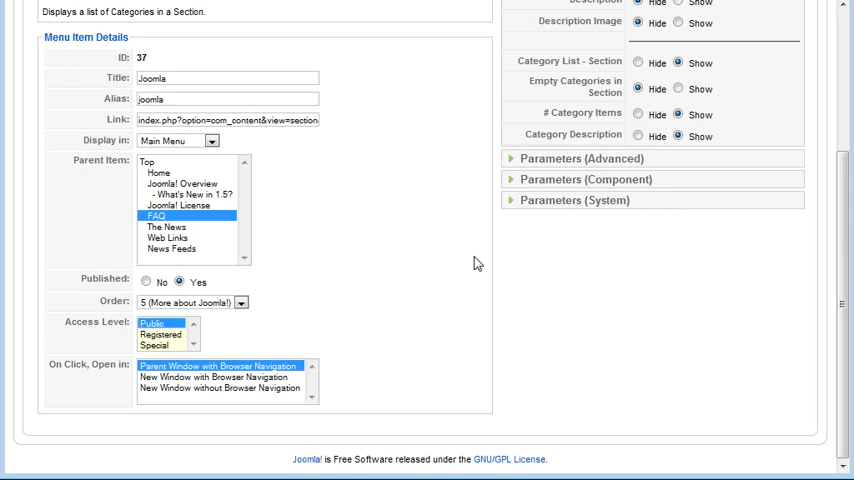 Displays a list of Categories in a Section.
Menu Item Details
ID: 37
Title: Joomla
Alias: joomla
Link: index.php?option=com_content&view=section
Display in: Main Menu
Parent Item: Top
Home
Joomla! Overview
- What's New in 1.5?
Joomla! License
FAQ
The News
Web Links
News Feeds
Published: No Yes
Order: 5 (More about Joomla!)
Access Level: Public
Registered
Special
On Click, Open in: Parent Window with Browser Navigation
New Window with Browser Navigation
New Window without Browser Navigation
Description Hide Show
Description Image Hide Show
Category List - Section Hide Show
Empty Categories in
Section Hide Show
# Category Items Hide Show
Category Description Hide Show
Parameters (Advanced)
Parameters (Component)
Parameters (System)
Joomla! is Free Software released under the GNU/GPL License.